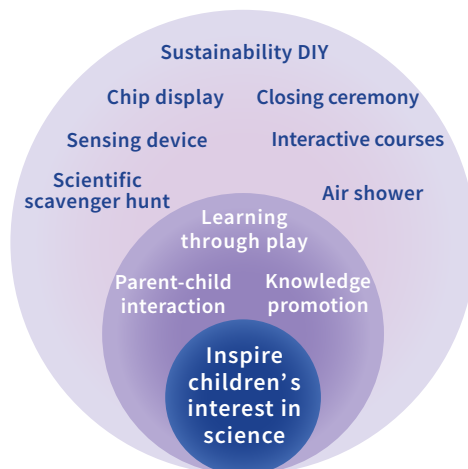 Sustainability DIY
Chip display
Closing ceremony
Sensing device
Interactive courses
Scientific
scavenger hunt
Air shower
Learning
through play
Parent-child
interaction
Knowledge
promotion
Inspire
children’s
interest in
science